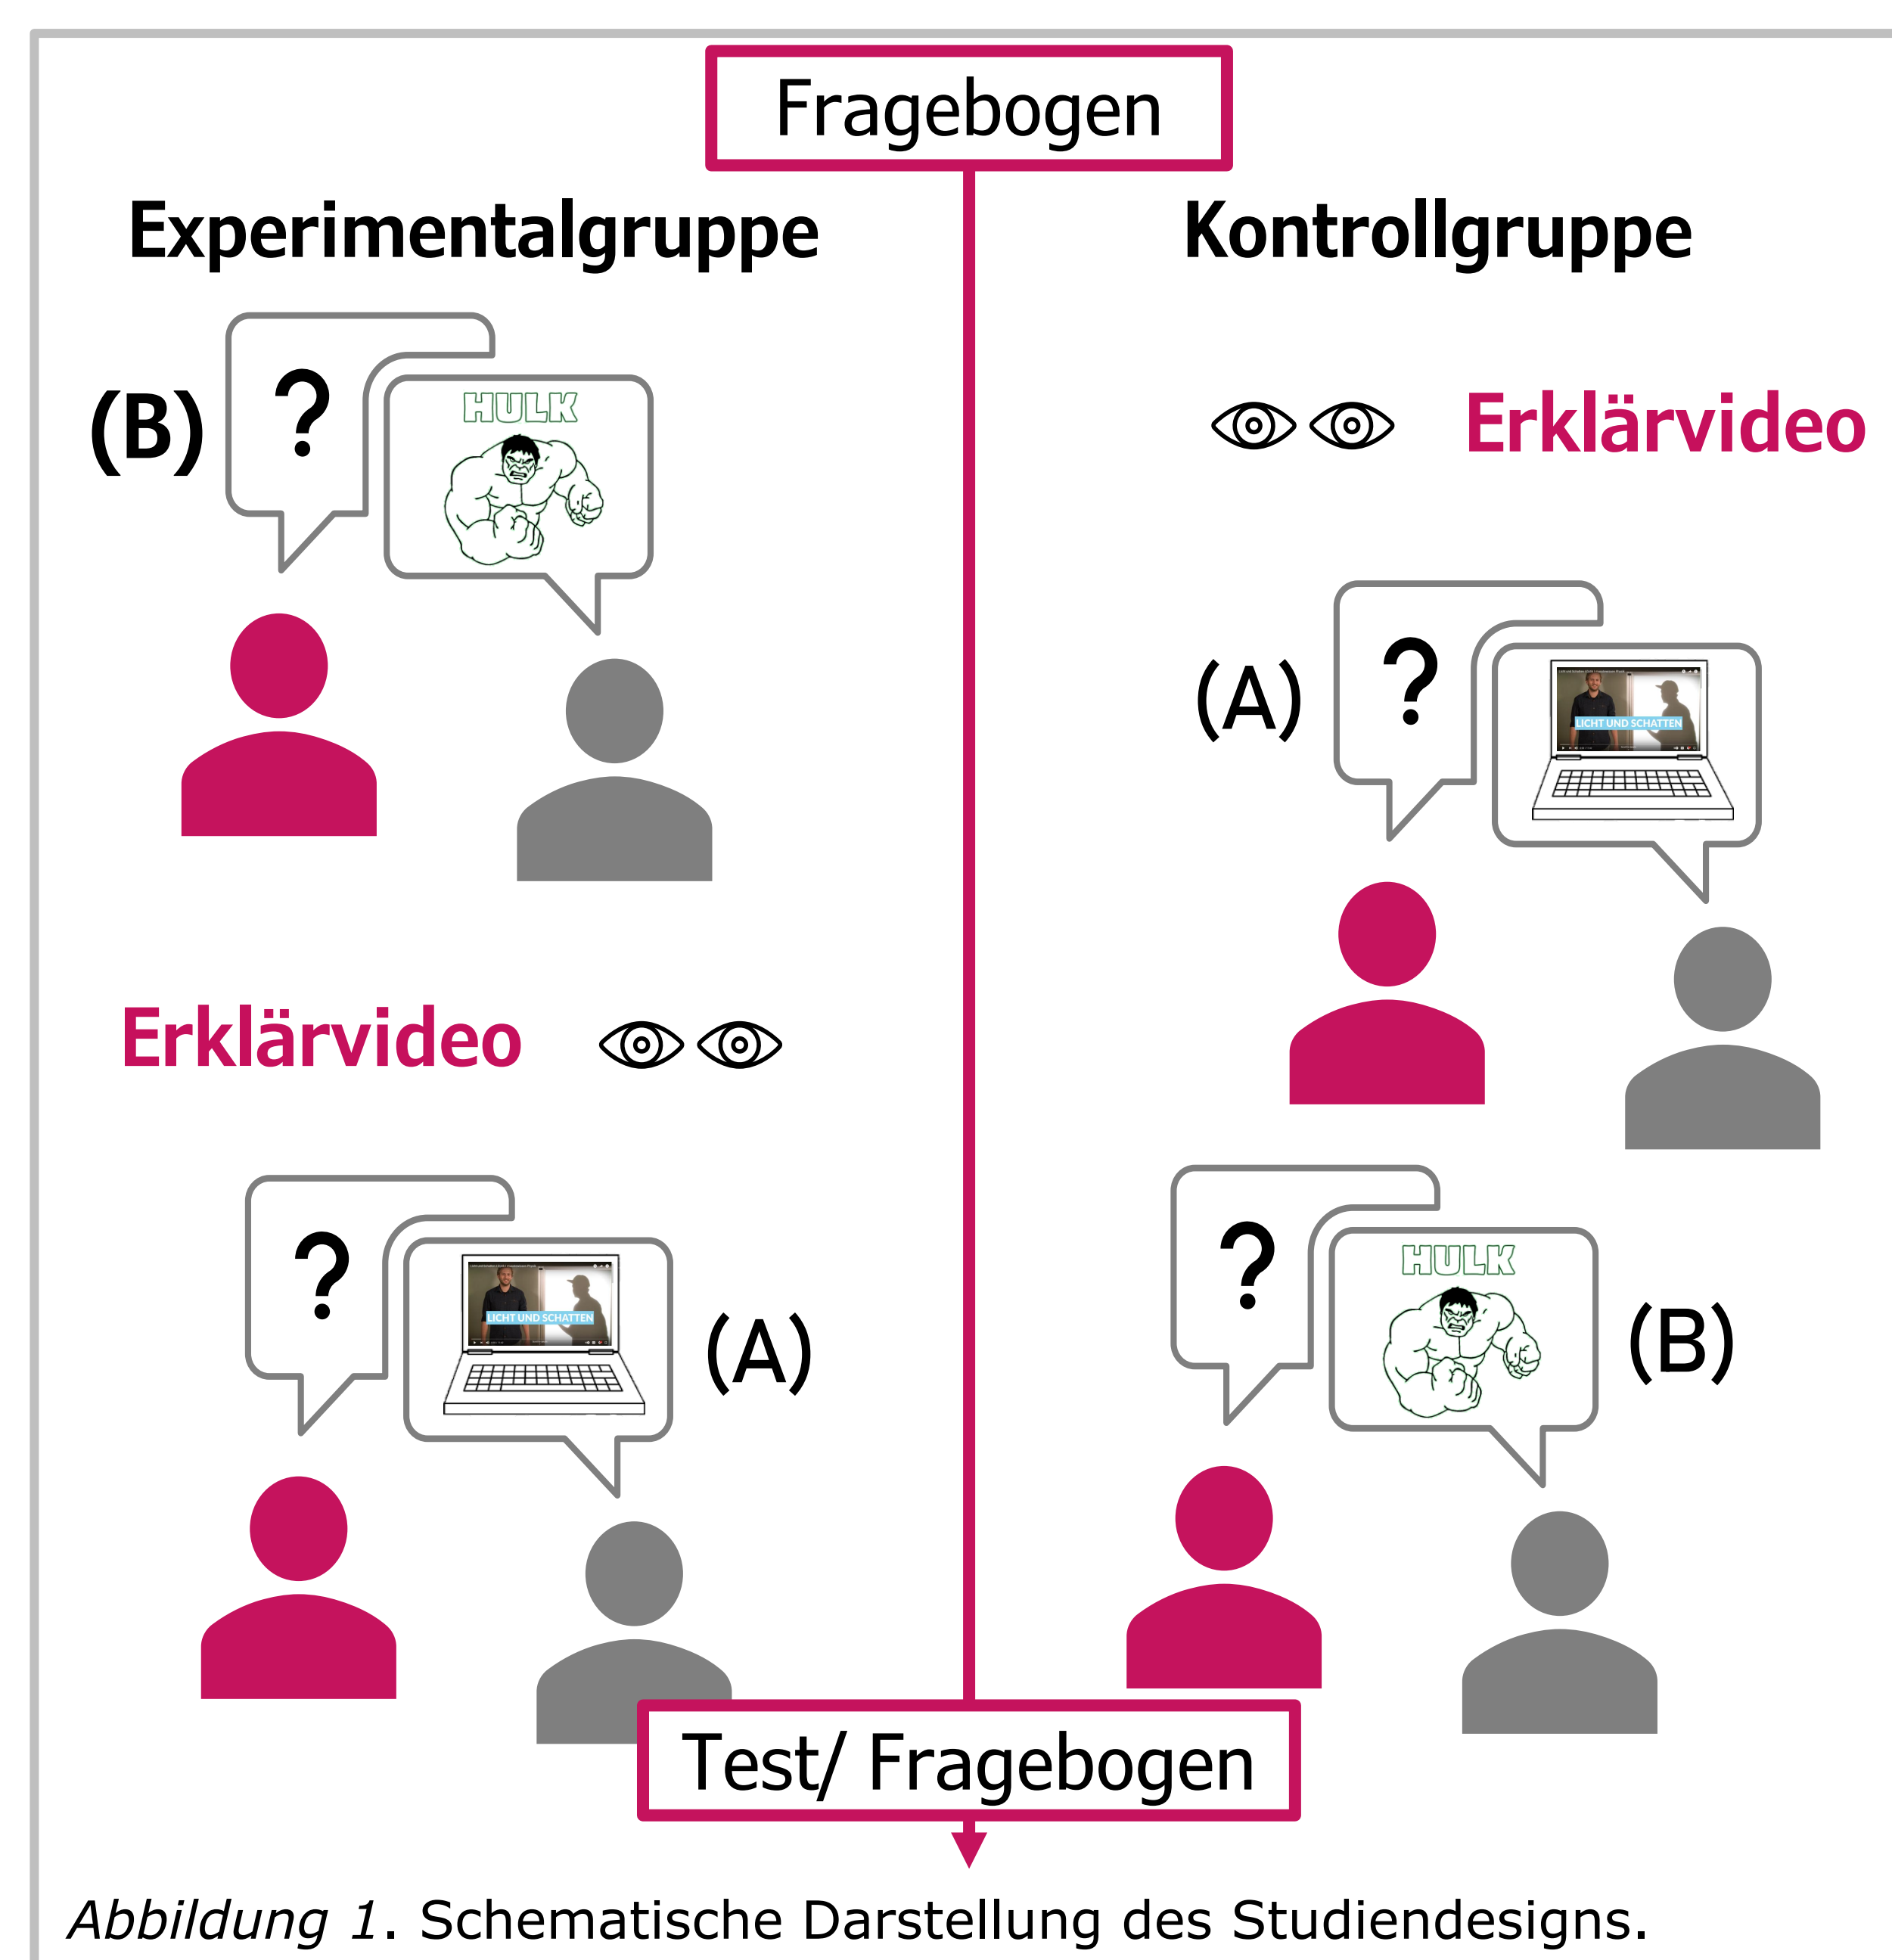 Fragebogen
Experimentalgruppe
Kontrollgruppe
(B)
?
HULK
Erklärvideo
(A)
?
LICHT UND SCHATTEN
Erklärvideo
?
LICHT UND SCHATTEN
(A)
?
HULK
(B)
Test/ Fragebogen
Abbildung 1. Schematische Darstellung des Studiendesigns.